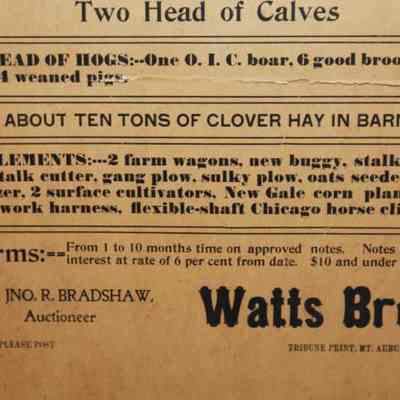 Two Head of Calves
EAD OF HOGS:--One O. I. C. boar, 6 good broo
4 weaned pigs.
ABOUT TEN TONS OF CLOVER HAY IN BARN
LEMENTS:---2 farm wagons, new buggy, stalk
talk cutter, gang plow, sulky plow, oats seede
er, 2 surface cultivators, New Gale corn plan
work harness, flexible-shaft Chicago horse cli
rms:== From 1 to 10 months time on approved notes. Notes
interest at rate of 6 per cent from date. $10 and under
JNO. R. BRADSHAW,
Auctioneer
Watts Br
PLEASE POST
TRIBUNE PRINT, MT. AUBU